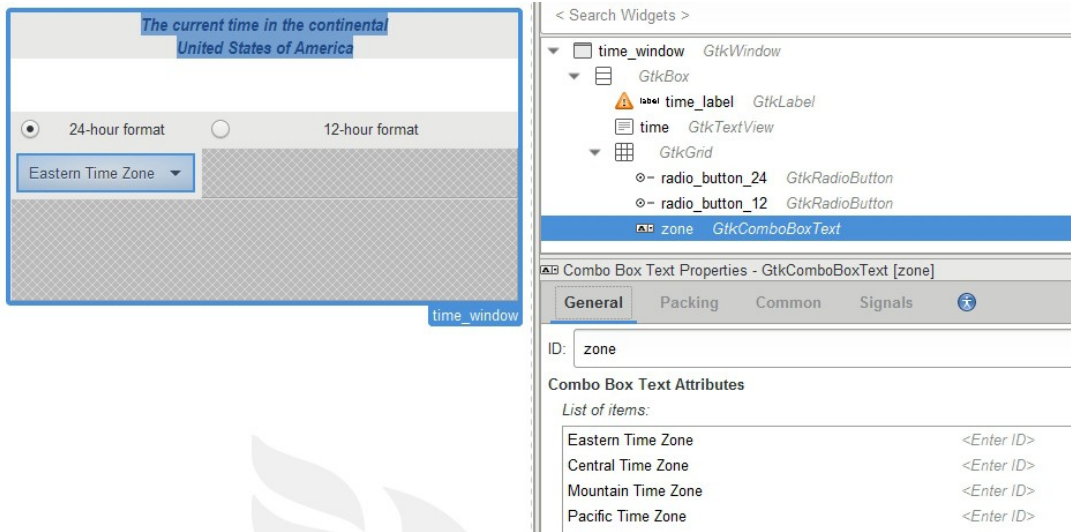 The current time in the continental
United States of America
24-hour format
12-hour format
Eastern Time Zone
time_window
< Search Widgets >
time_window GtkWindow
GtkBox
label time_label GtkLabel
time GtkTextView
GtkGrid
radio_button_24 GtkRadioButton
radio_button_12 GtkRadioButton
zone GtkComboBoxText
Combo Box Text Properties - GtkComboBoxText [zone]
General Packing Common Signals
ID: zone
Combo Box Text Attributes
List of items:
Eastern Time Zone <Enter ID>
Central Time Zone <Enter ID>
Mountain Time Zone <Enter ID>
Pacific Time Zone <Enter ID>